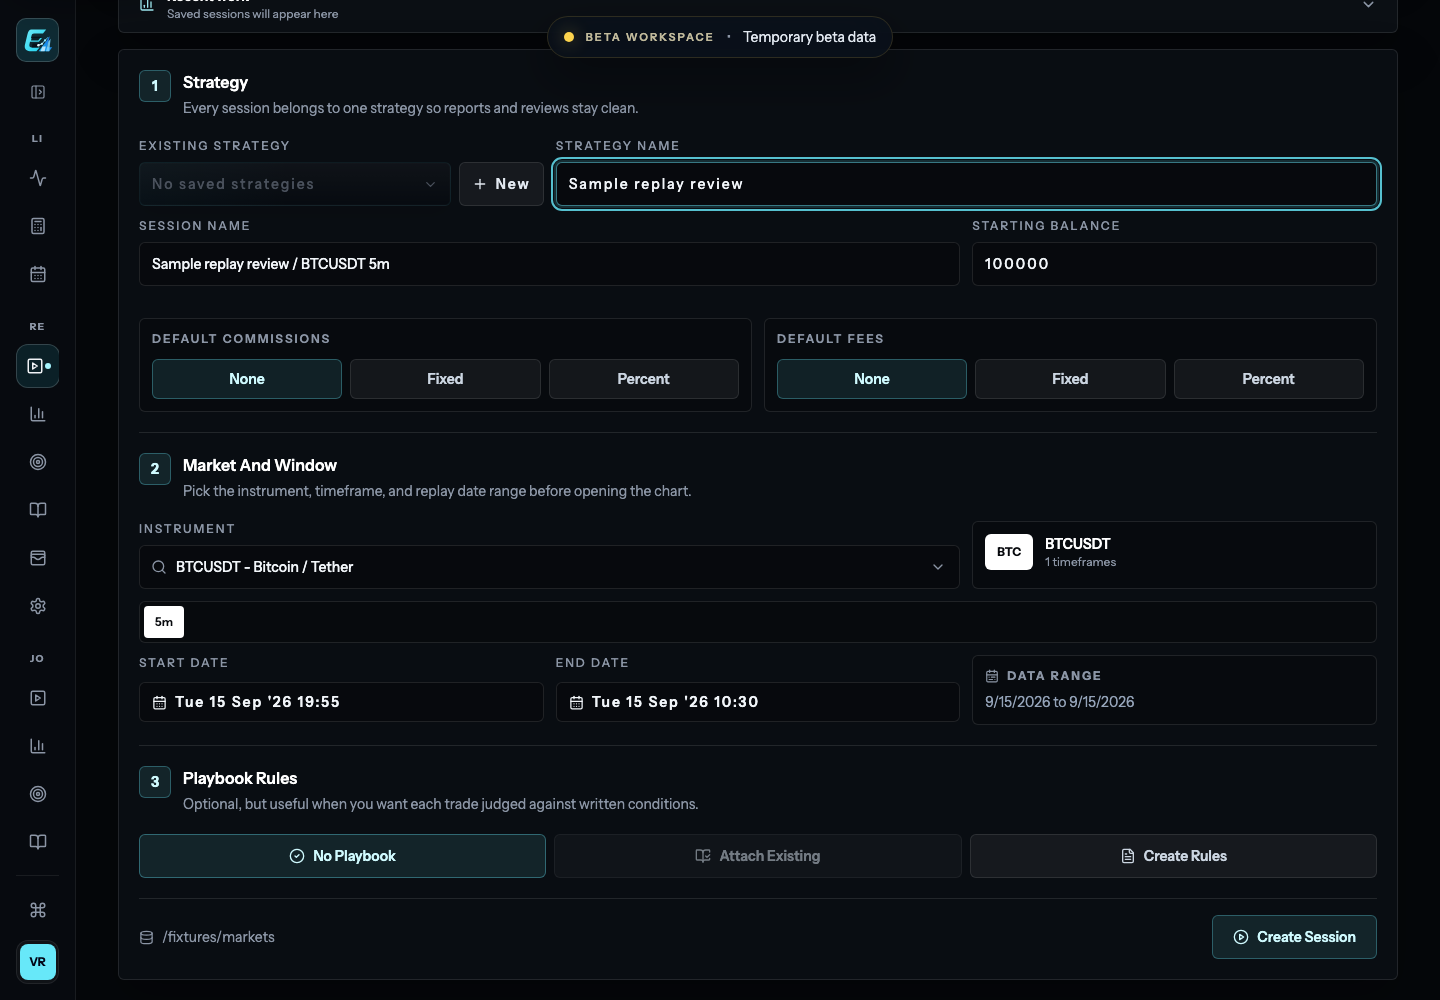 Saved sessions will appear here
BETA WORKSPACE · Temporary beta data
LI
RE
JO
VR
1
Strategy
Every session belongs to one strategy so reports and reviews stay clean.
EXISTING STRATEGY
No saved strategies
New
STRATEGY NAME
Sample replay review
SESSION NAME
Sample replay review / BTCUSDT 5m
STARTING BALANCE
100000
DEFAULT COMMISSIONS
None Fixed Percent
DEFAULT FEES
None Fixed Percent
2
Market And Window
Pick the instrument, timeframe, and replay date range before opening the chart.
INSTRUMENT
BTCUSDT - Bitcoin / Tether
BTC
BTCUSDT
1 timeframes
5m
START DATE
Tue 15 Sep '26 19:55
END DATE
Tue 15 Sep '26 10:30
DATA RANGE
9/15/2026 to 9/15/2026
3
Playbook Rules
Optional, but useful when you want each trade judged against written conditions.
No Playbook
Attach Existing
Create Rules
/fixtures/markets
Create Session